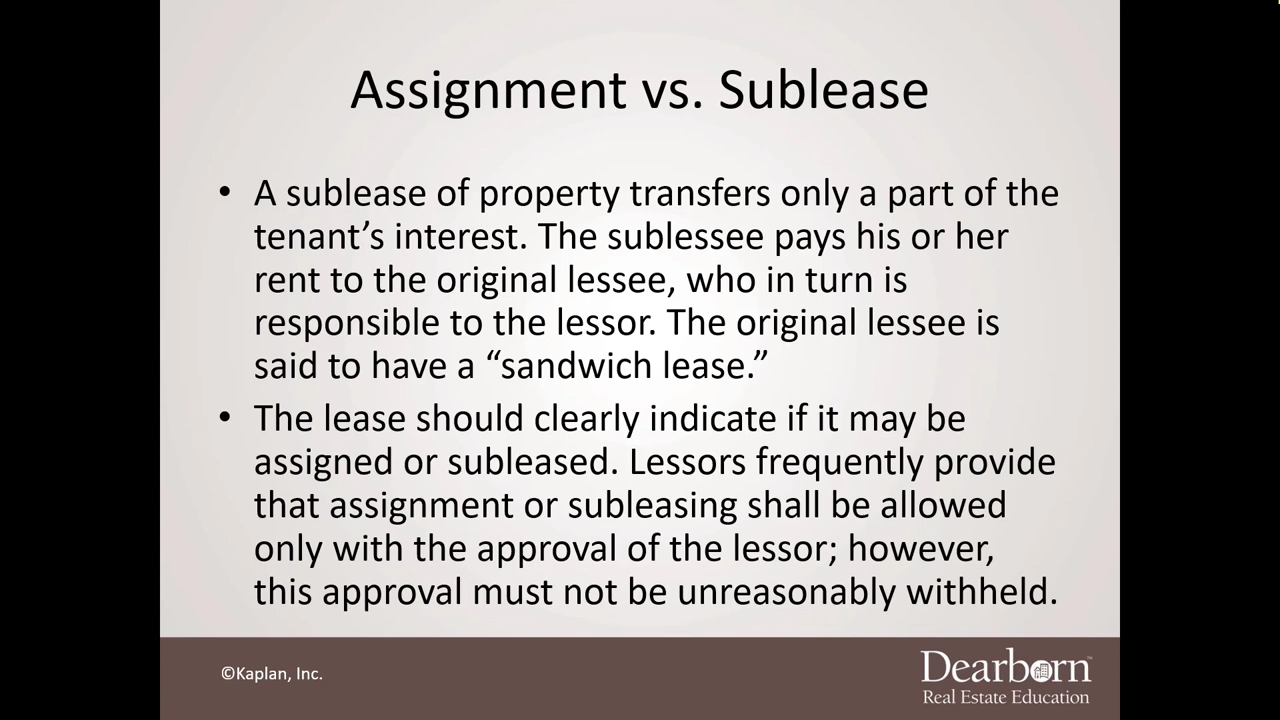 Assignment vs. Sublease
• A sublease of property transfers only a part of the
tenant’s interest. The sublessee pays his or her
rent to the original lessee, who in turn is
responsible to the lessor. The original lessee is
said to have a “sandwich lease.”
• The lease should clearly indicate if it may be
assigned or subleased. Lessors frequently provide
that assignment or subleasing shall be allowed
only with the approval of the lessor; however,
this approval must not be unreasonably withheld.
©Kaplan, Inc.
Dearborn™
Real Estate Education